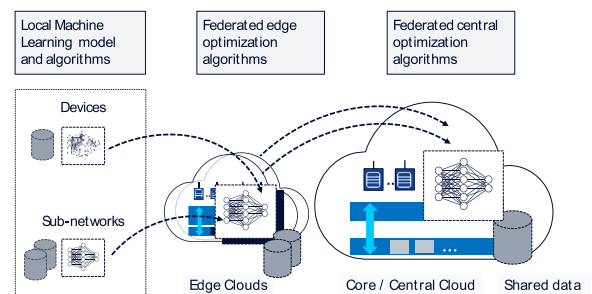 Local Machine
Learning model
and algorithms
Federated edge
optimization
algorithms
Federated central
optimization
algorithms
Devices
Sub-networks
Edge Clouds
Core / Central Cloud
Shared data